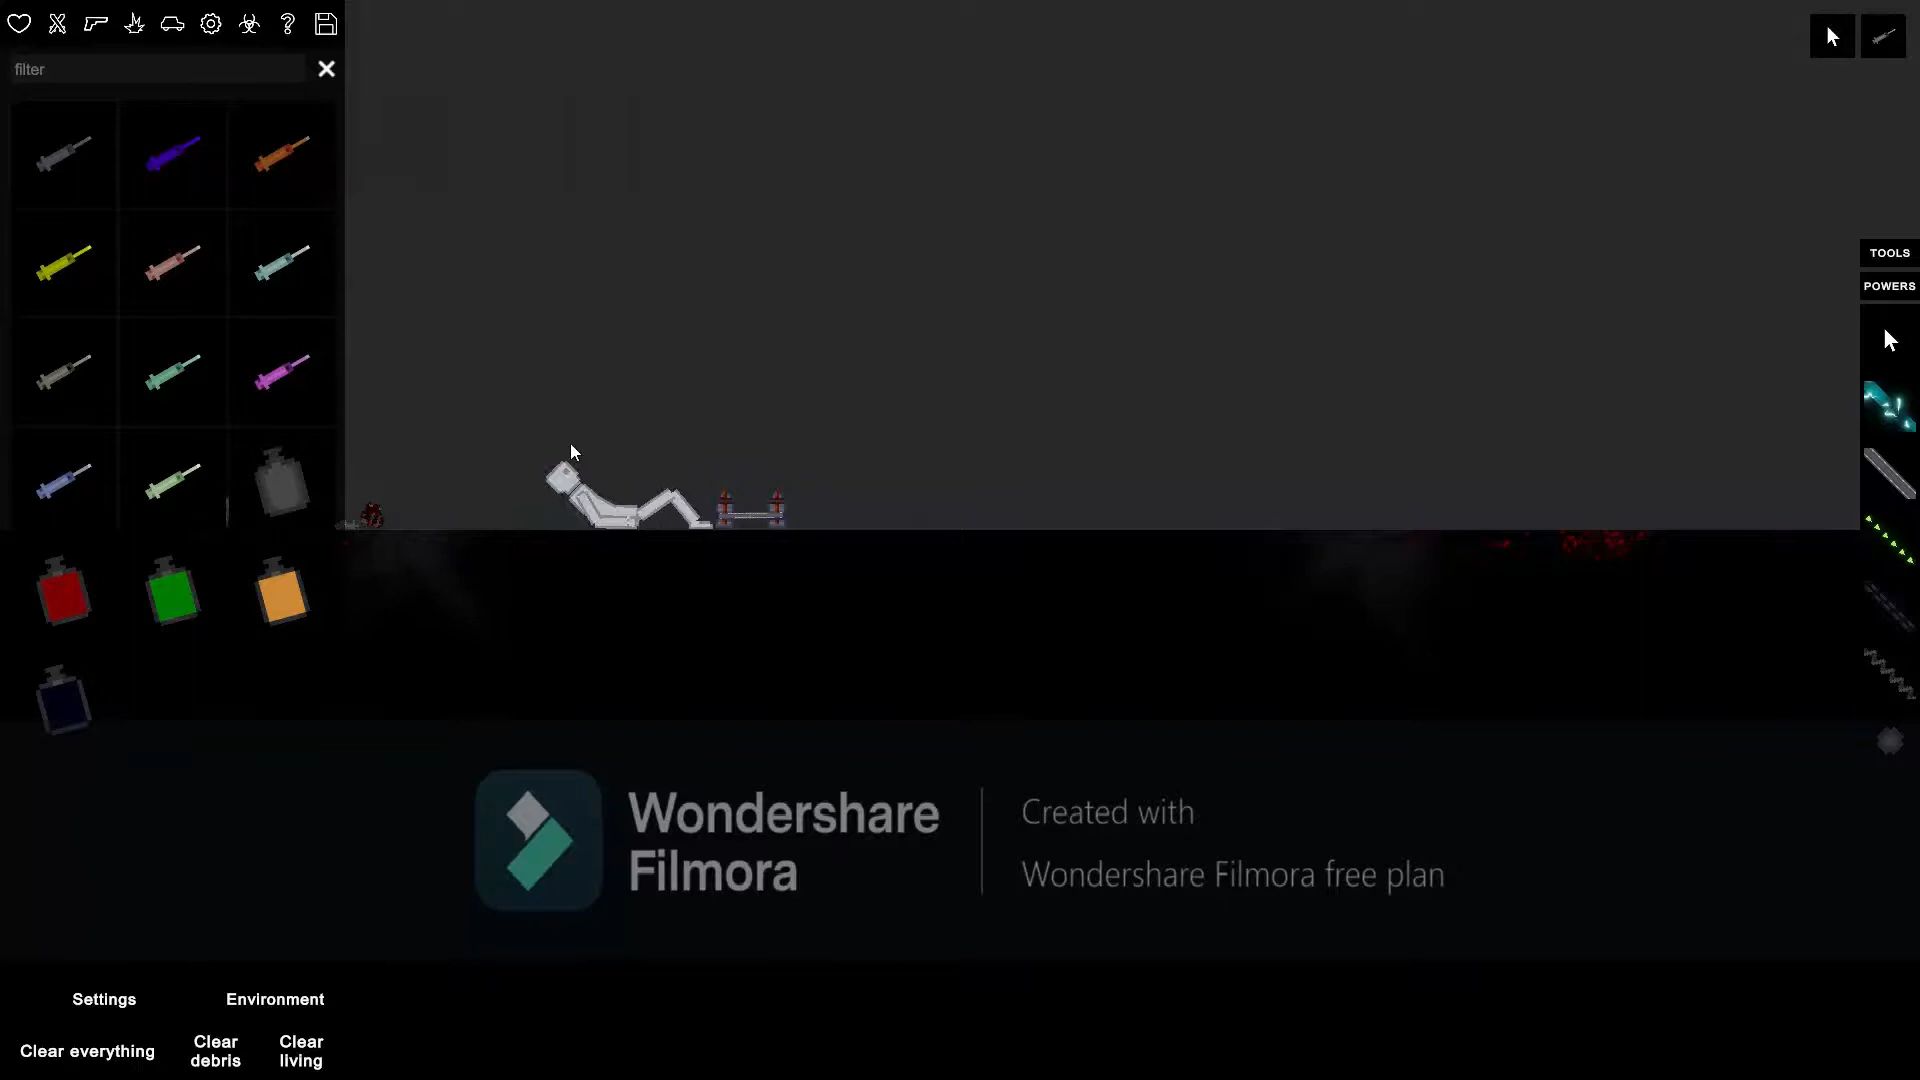 filter
TOOLS
POWERS
Wondershare
Filmora
Created with
Wondershare Filmora free plan
Settings
Environment
Clear everything
Clear
debris
Clear
living